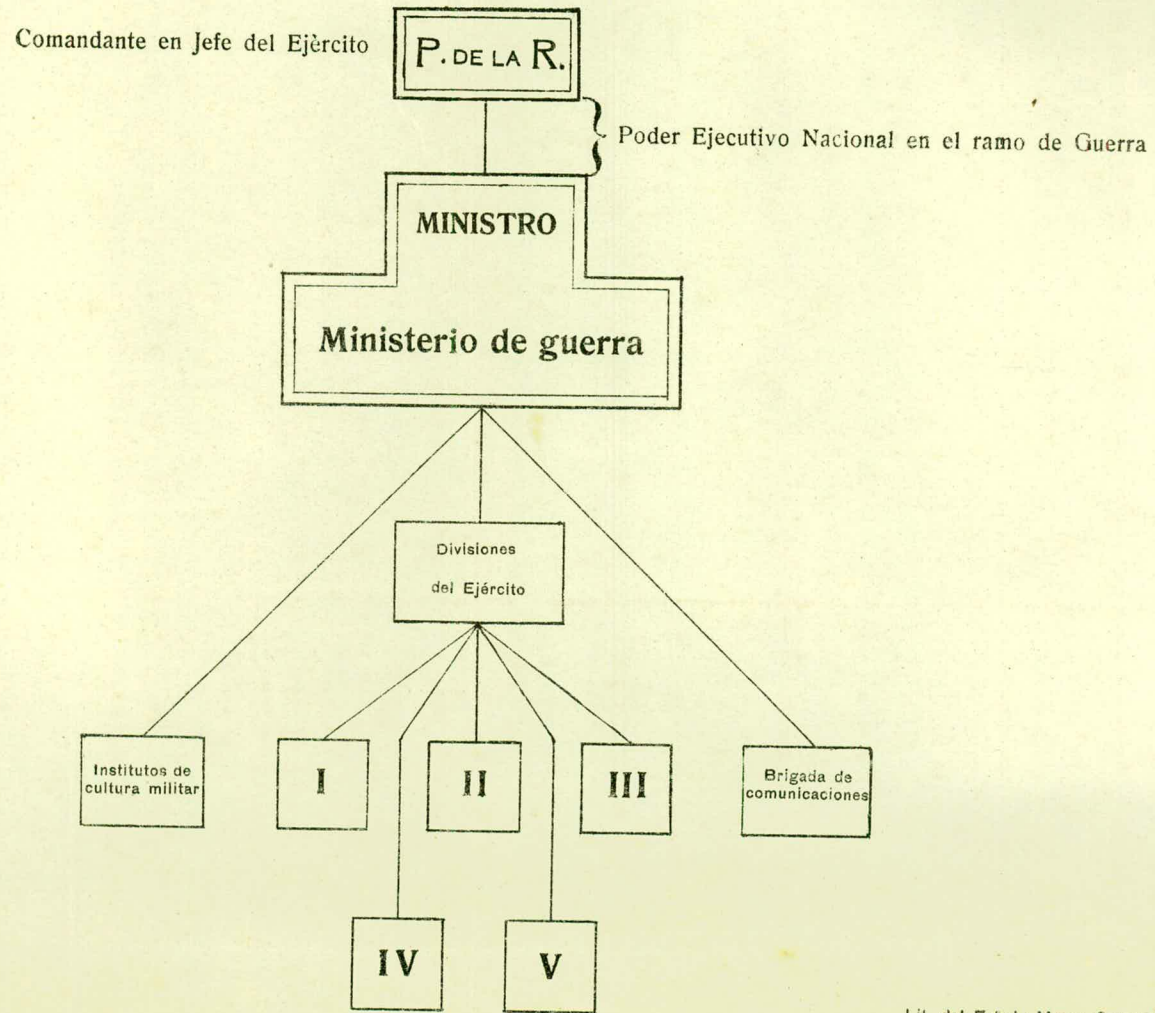 Comandante en Jefe del Ejèrcito
P. DE LA R.
Poder Ejecutivo Nacional en el ramo de Guerra
MINISTRO
Ministerio de guerra
Divisiones
del Ejército
Institutos de
cultura militar
I
II
III
Brigada de
comunicaciones
IV
V